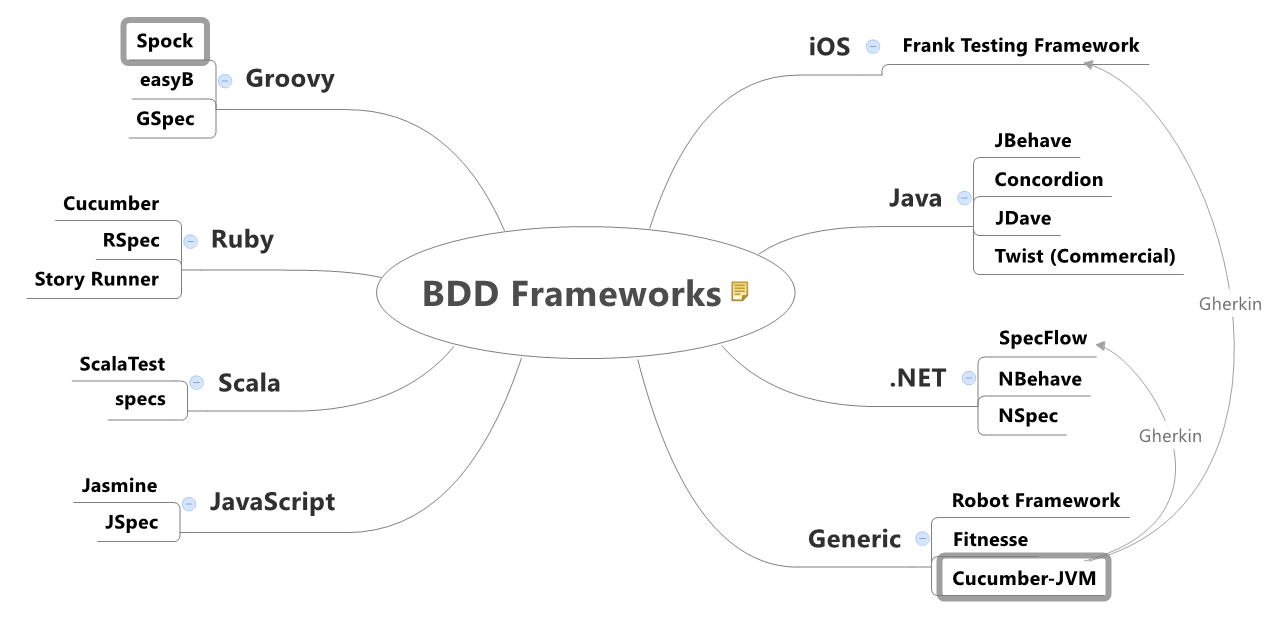 BDD Frameworks
Groovy
Spock
easyB
GSpec
Ruby
Cucumber
RSpec
Story Runner
Scala
ScalaTest
specs
JavaScript
Jasmine
JSpec
iOS
Frank Testing Framework
Java
JBehave
Concordion
JDave
Twist (Commercial)
.NET
SpecFlow
NBehave
NSpec
Generic
Robot Framework
Fitnesse
Cucumber-JVM
Gherkin
Gherkin